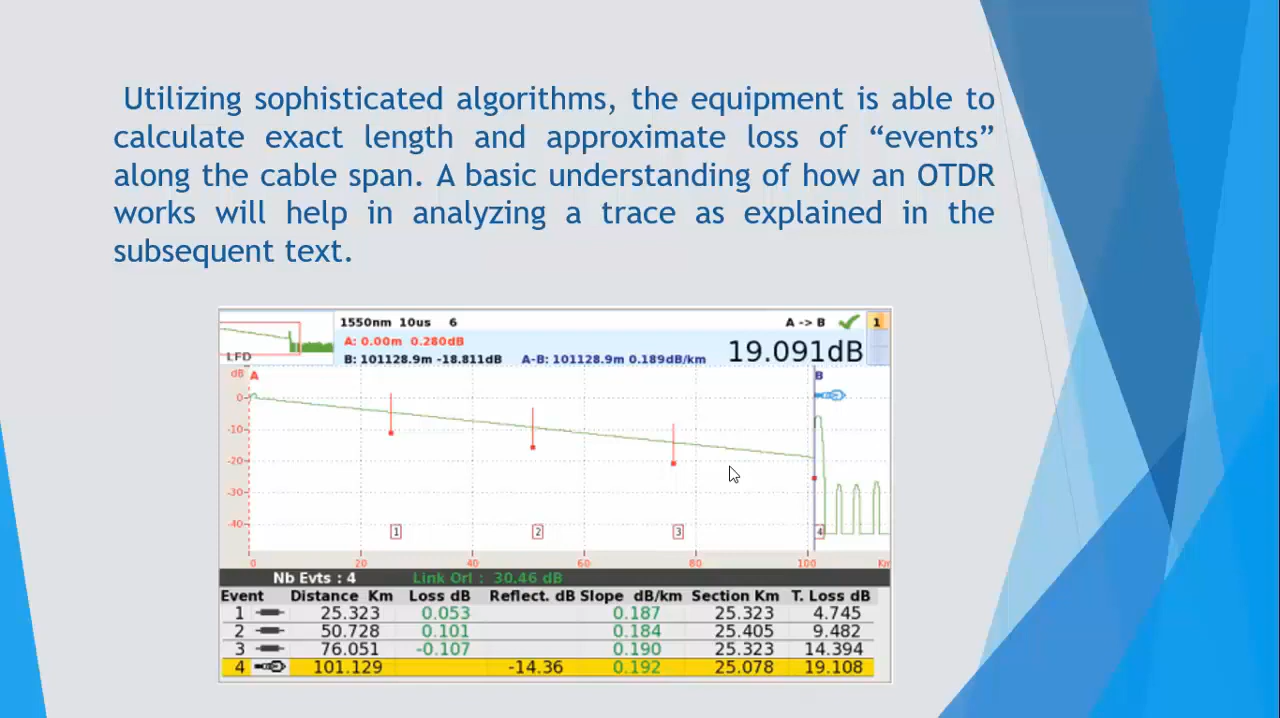 Utilizing sophisticated algorithms, the equipment is able to
calculate exact length and approximate loss of “events”
along the cable span. A basic understanding of how an OTDR
works will help in analyzing a trace as explained in the
subsequent text.
1550nm 10us 6 A -> B 1
A: 0.00m 0.280dB
B: 101128.9m -18.811dB A-B: 101128.9m 0.189dB/km 19.091dB
LFD
dB A B
0
-10
-20
-30
-40
1 2 3 4
0 20 40 60 80 100 Km
Nb Evts : 4 Link Orl : 30.46 dB
Event Distance Km Loss dB Reflect. dB Slope dB/km Section Km T. Loss dB
1 25.323 0.053 0.187 25.323 4.745
2 50.728 0.101 0.184 25.405 9.482
3 76.051 -0.107 0.190 25.323 14.394
4 101.129 -14.36 0.192 25.078 19.108